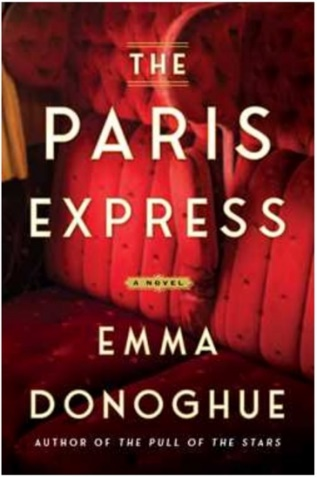 THE
PARIS
EXPRESS
A NOVEL
EMMA
DONOGHUE
AUTHOR OF THE PULL OF THE STARS